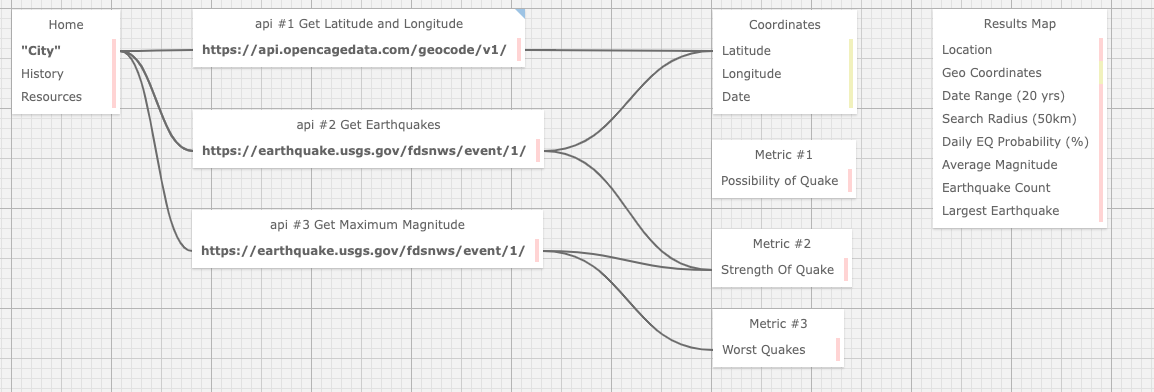 Home
"City"
History
Resources
api #1 Get Latitude and Longitude
https://api.opencagedata.com/geocode/v1/
api #2 Get Earthquakes
https://earthquake.usgs.gov/fdsnws/event/1/
api #3 Get Maximum Magnitude
https://earthquake.usgs.gov/fdsnws/event/1/
Coordinates
Latitude
Longitude
Date
Metric #1
Possibility of Quake
Metric #2
Strength Of Quake
Metric #3
Worst Quakes
Results Map
Location
Geo Coordinates
Date Range (20 yrs)
Search Radius (50km)
Daily EQ Probability (%)
Average Magnitude
Earthquake Count
Largest Earthquake